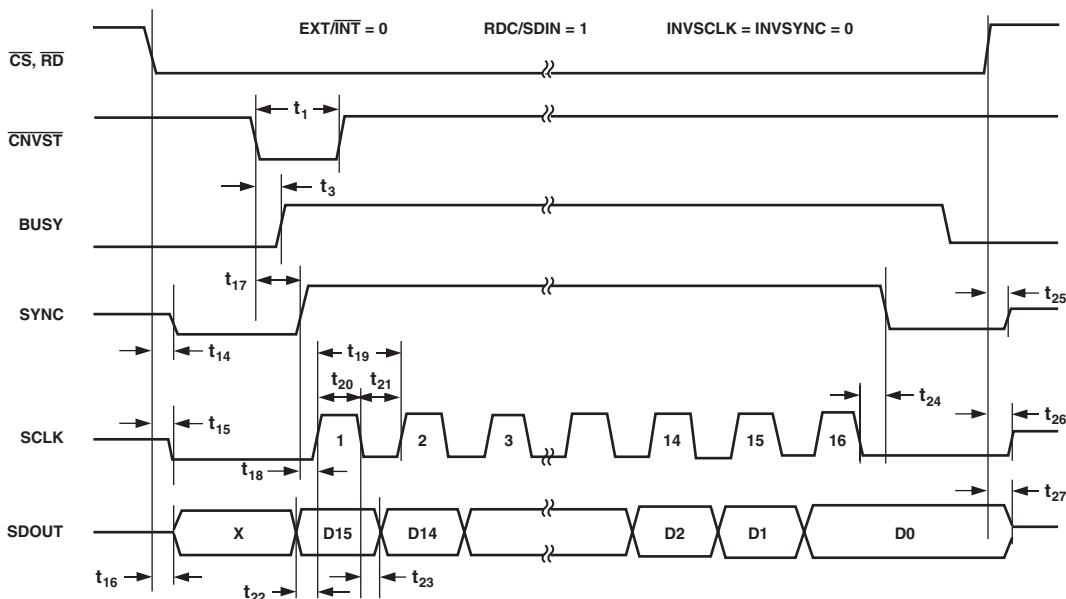 EXT/INT = 0 RDC/SDIN = 1 INVSCLK = INVSYNC = 0
CS, RD
t1
CNVST
t3
BUSY
t17
SYNC
t25
t14
t19
t20 t21
t24
t15
t26
SCLK
1 2 3 14 15 16
t18
t27
SDOUT
X D15 D14 D2 D1 D0
t16
t22
t23